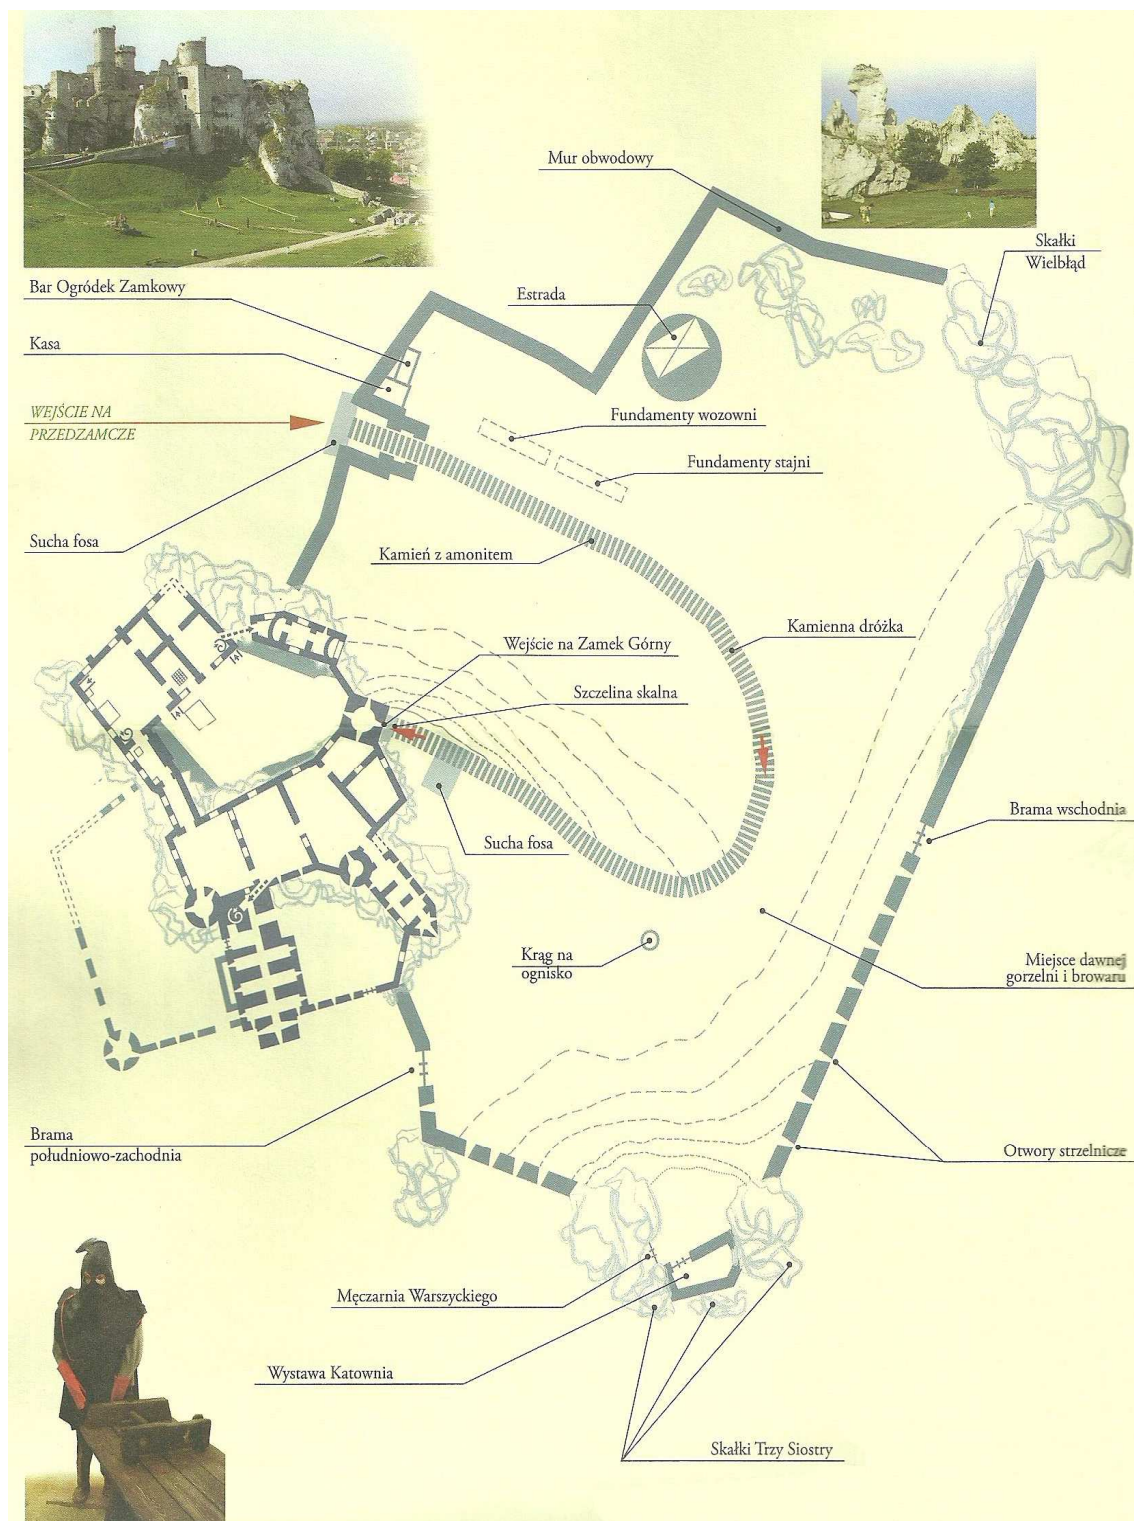 Mur obwodowy
Skałki
Wielbłąd
Bar Ogródek Zamkowy
Estrada
Kasa
WEJŚCIE NA
PRZEDZAMCZE
Fundamenty wozowni
Fundamenty stajni
Sucha fosa
Kamień z amonitem
Kamienna dróżka
Wejście na Zamek Górny
Szczelina skalna
Brama wschodnia
Sucha fosa
Krąg na
ognisko
Miejsce dawnej
gorzelni i browaru
Brama
południowo-zachodnia
Otwory strzelnicze
Męczarnia Warszyckiego
Wystawa Katownia
Skałki Trzy Siostry